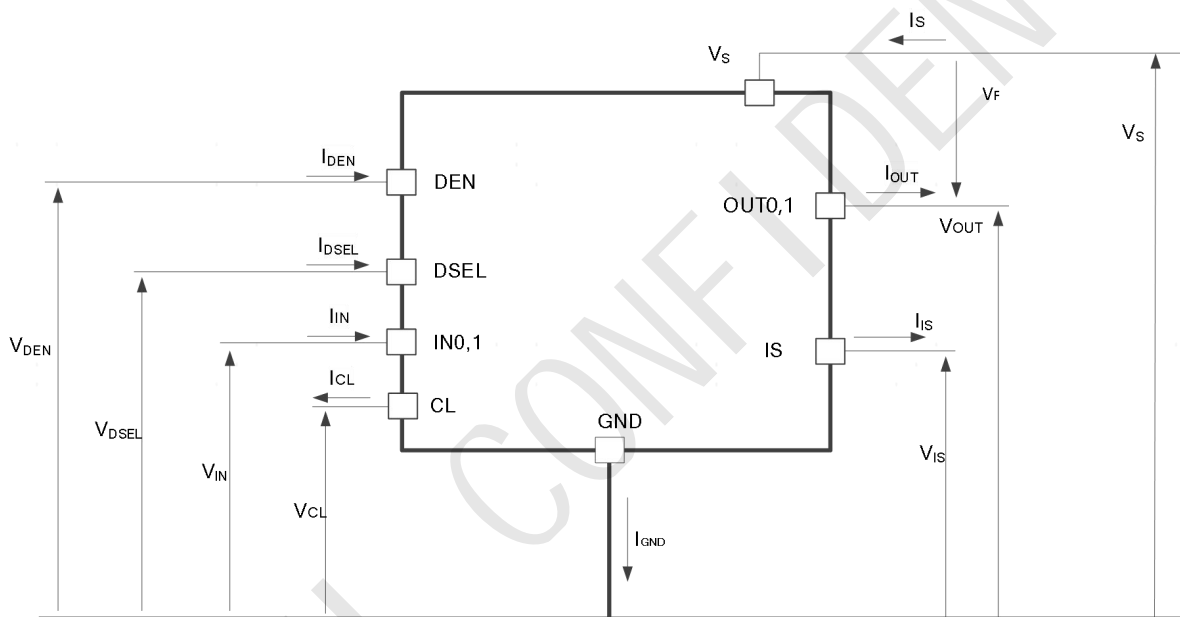 IS
VS
VF
VS
IDEN
DEN
IOUT
OUT0,1
VOUT
IDSEL
DSEL
IIN
IN0,1
IIS
IS
VDEN
ICL
CL
GND
VDSEL
VIN
VIS
VCL
IGND
CONFIDEN